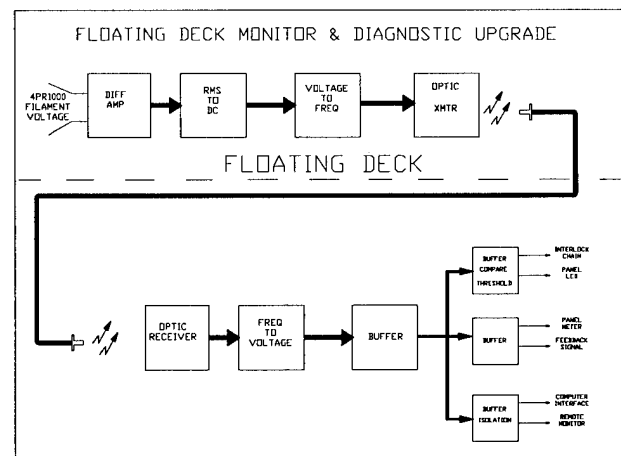 FLOATING DECK MONITOR & DIAGNOSTIC UPGRADE
4PR1000
FILAMENT
VOLTAGE
DIFF
AMP
RMS
TO
DC
VOLTAGE
TO
FREQ
OPTIC
XMTR
FLOATING DECK
OPTIC
RECEIVER
FREQ
TO
VOLTAGE
BUFFER
BUFFER
COMPARE
THRESHOLD
INTERLOCK
CHAIN
PANEL
LED
BUFFER
PANEL
METER
FEEDBACK
SIGNAL
BUFFER
ISOLATION
COMPUTER
INTERFACE
REMOTE
MONITOR